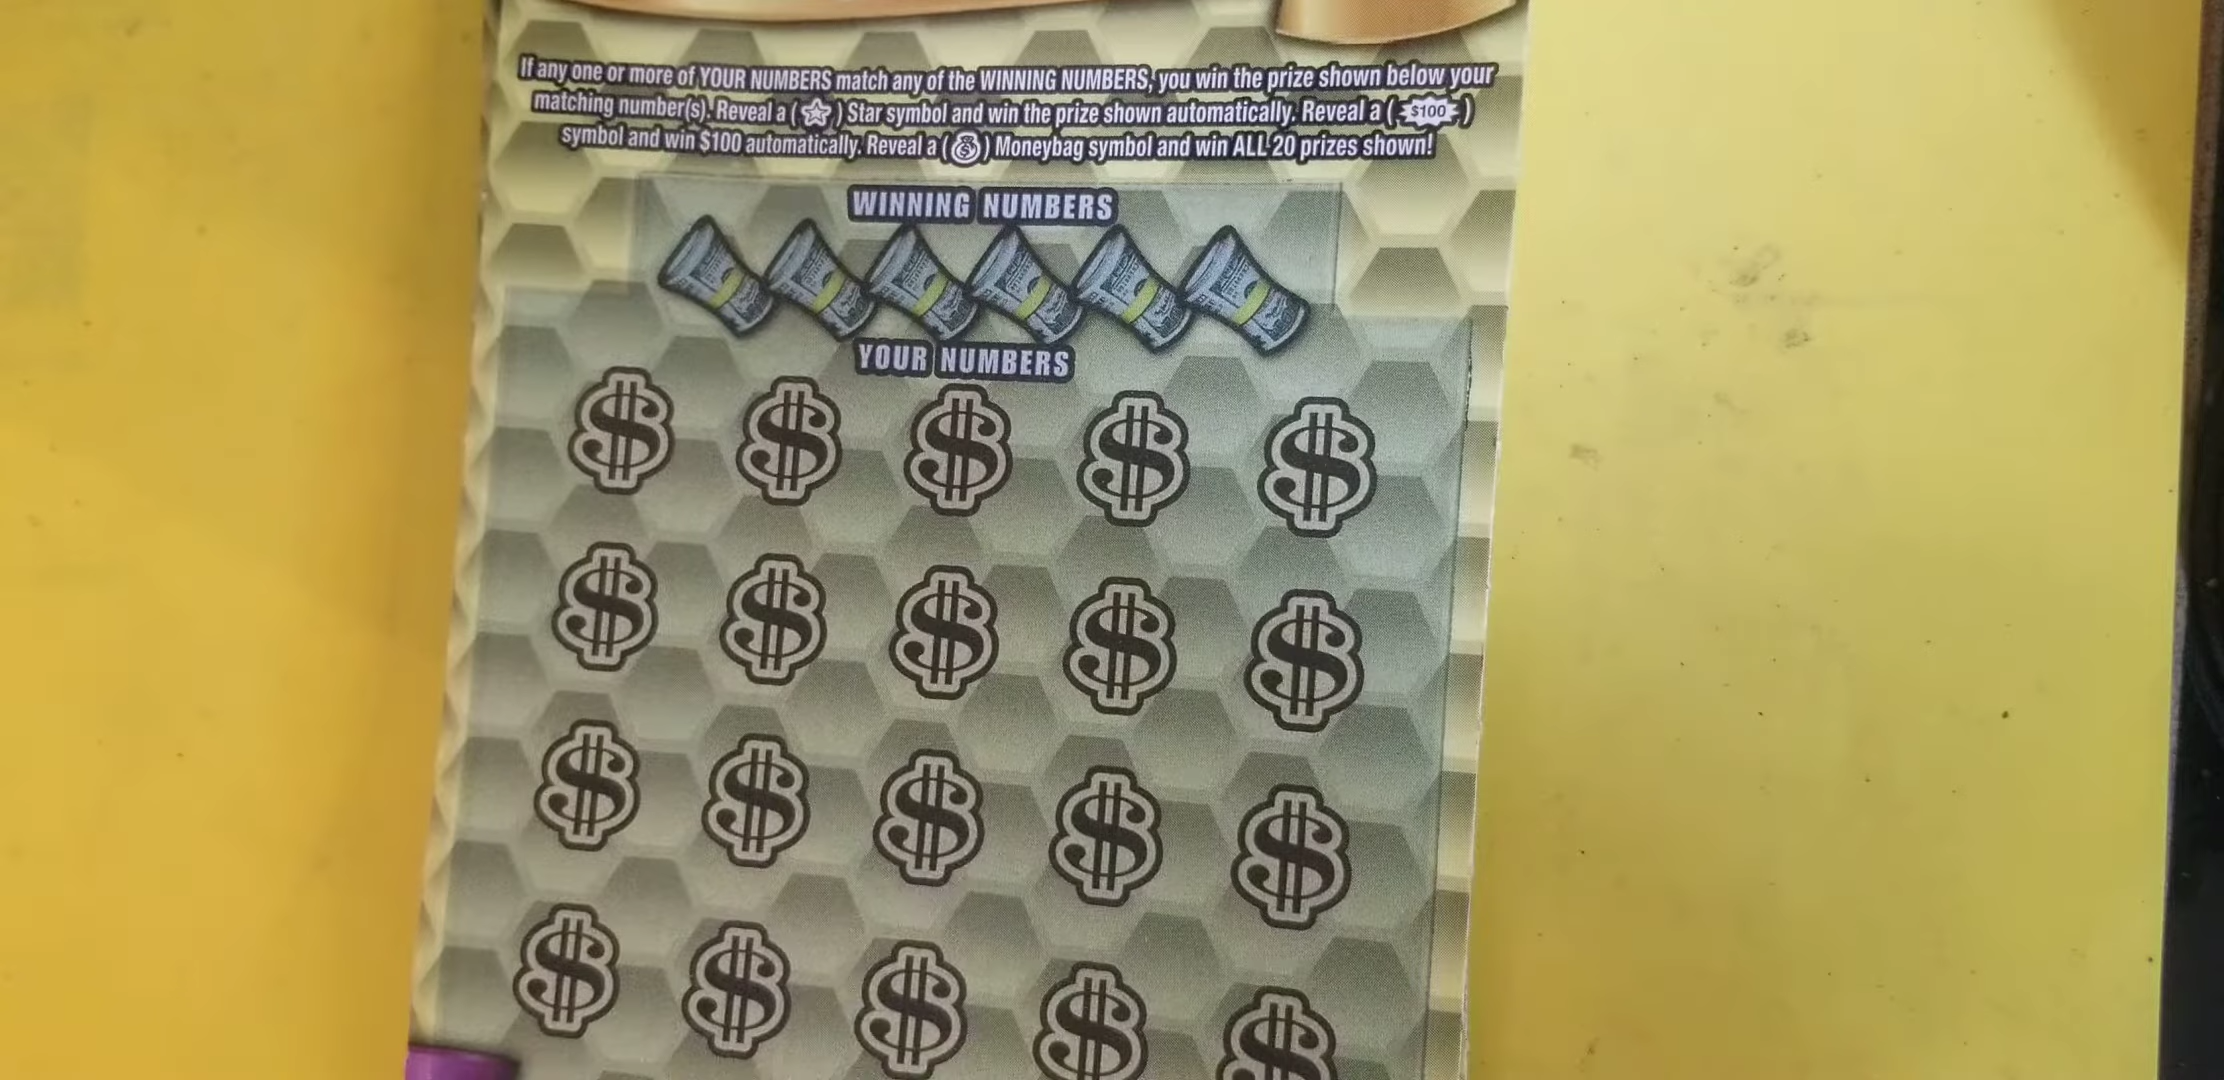 If any one or more of YOUR NUMBERS match any of the WINNING NUMBERS, you win the prize shown below your
matching number(s). Reveal a ( ) Star symbol and win the prize shown automatically. Reveal a ( $100 )
symbol and win $100 automatically. Reveal a ( $ ) Moneybag symbol and win ALL 20 prizes shown!
WINNING NUMBERS
YOUR NUMBERS
$ $ $ $ $
$ $ $ $ $
$ $ $ $ $
$ $ $ $ $